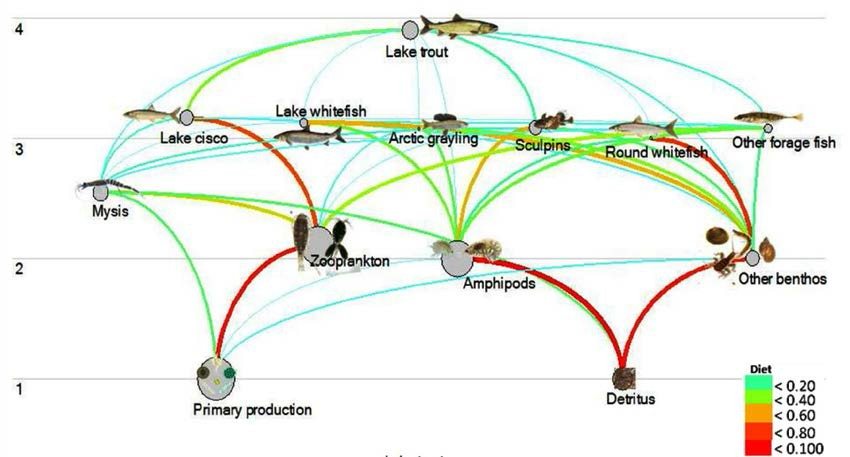 4
Lake trout
Lake whitefish
Lake cisco
Arctic grayling
Sculpins
Round whitefish
Other forage fish
3
Mysis
Zooplankton
2
Amphipods
Other benthos
Diet
< 0.20
< 0.40
< 0.60
< 0.80
< 0.100
1
Primary production
Detritus